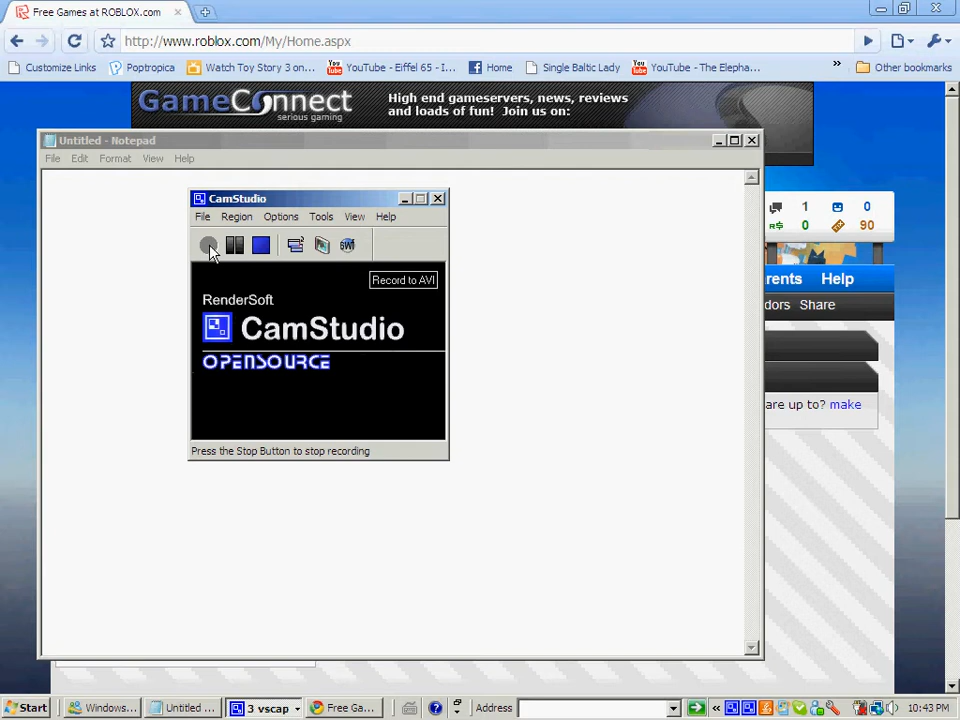 Free Games at ROBLOX.com
http://www.roblox.com/My/Home.aspx
Customize Links
Poptropica
Watch Toy Story 3 on...
YouTube - Eiffel 65 - I...
Home
Single Baltic Lady
YouTube - The Elepha...
Other bookmarks
GameConnect
serious gaming
High end gameservers, news, reviews
and loads of fun! Join us on:
Untitled - Notepad
File Edit Format View Help
CamStudio
File Region Options Tools View Help
SWF
Record to AVI
RenderSoft
CamStudio
OPENSOURCE
Press the Stop Button to stop recording
1 0
R$ 0 90
rents Help
dors Share
are up to? make
Start
Windows...
Untitled ...
3 vscap
Free Ga...
Address
10:43 PM